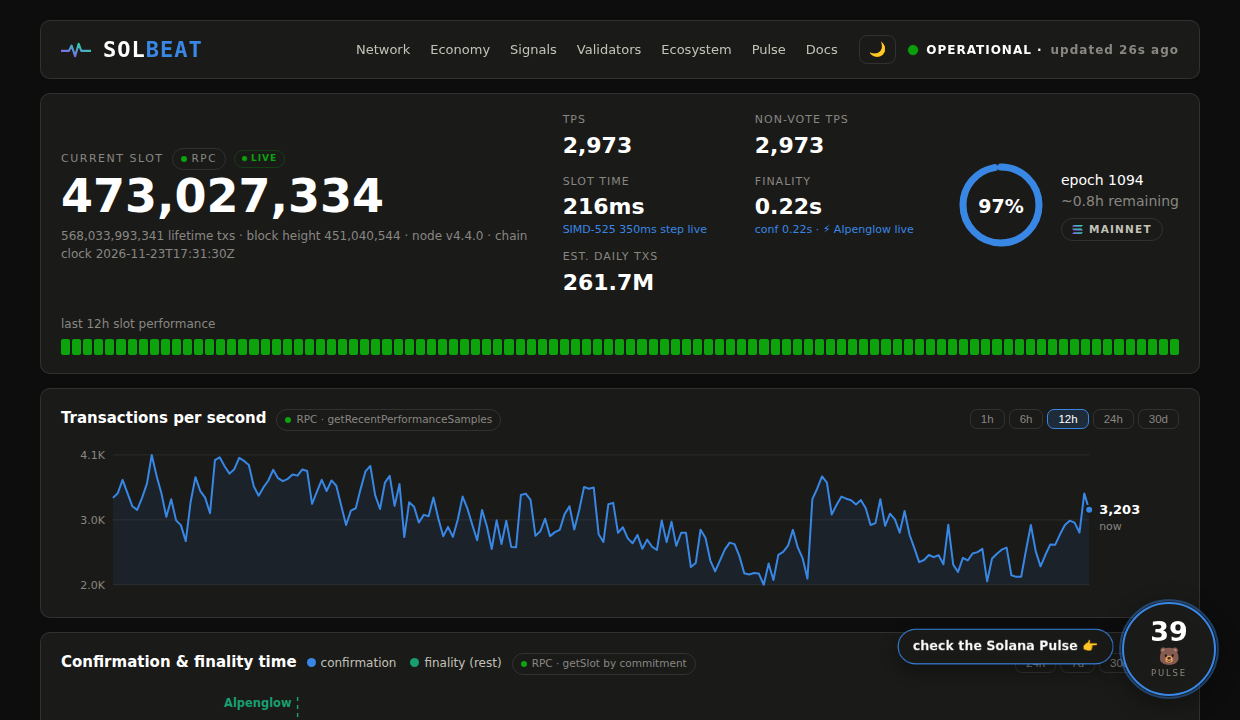 SOLBEAT
Network Economy Signals Validators Ecosystem Pulse Docs
OPERATIONAL · updated 26s ago
CURRENT SLOT RPC LIVE
473,027,334
568,033,993,341 lifetime txs · block height 451,040,544 · node v4.4.0 · chain
clock 2026-11-23T17:31:30Z
TPS
2,973
NON-VOTE TPS
2,973
SLOT TIME
216ms
SIMD-525 350ms step live
FINALITY
0.22s
conf 0.22s · ⚡ Alpenglow live
EST. DAILY TXS
261.7M
97%
epoch 1094
~0.8h remaining
MAINNET
last 12h slot performance
Transactions per second RPC · getRecentPerformanceSamples
1h 6h 12h 24h 30d
4.1K
3.0K
2.0K
3,203
now
Confirmation & finality time confirmation finality (rest) RPC · getSlot by commitment
Alpenglow
check the Solana Pulse 👉
39
PULSE